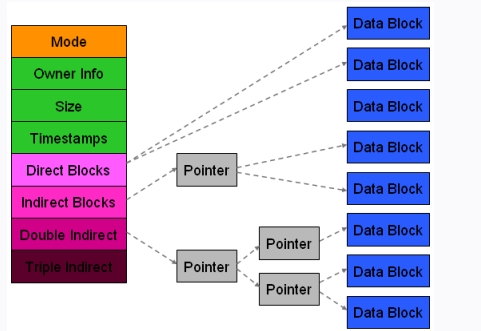 Mode
Owner Info
Size
Timestamps
Direct Blocks
Indirect Blocks
Double Indirect
Triple Indirect
Pointer
Pointer
Pointer
Pointer
Data Block
Data Block
Data Block
Data Block
Data Block
Data Block
Data Block
Data Block